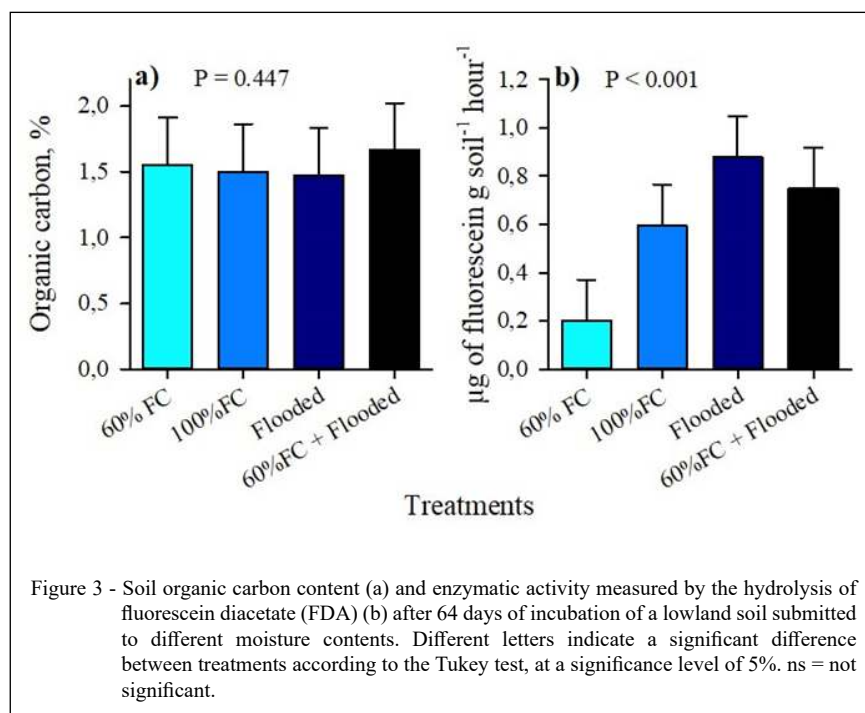 a) P = 0.447
Organic carbon, %
2,0
1,5
1,0
0,5
0,0
60% FC
100%FC
Flooded
60%FC + Flooded
b) P < 0.001
µg of fluorescein g soil⁻¹ hour⁻¹
1,2
1,0
0,8
0,6
0,4
0,2
0,0
60% FC
100%FC
Flooded
60%FC + Flooded
Treatments
Figure 3 - Soil organic carbon content (a) and enzymatic activity measured by the hydrolysis of
fluorescein diacetate (FDA) (b) after 64 days of incubation of a lowland soil submitted
to different moisture contents. Different letters indicate a significant difference
between treatments according to the Tukey test, at a significance level of 5%. ns = not
significant.